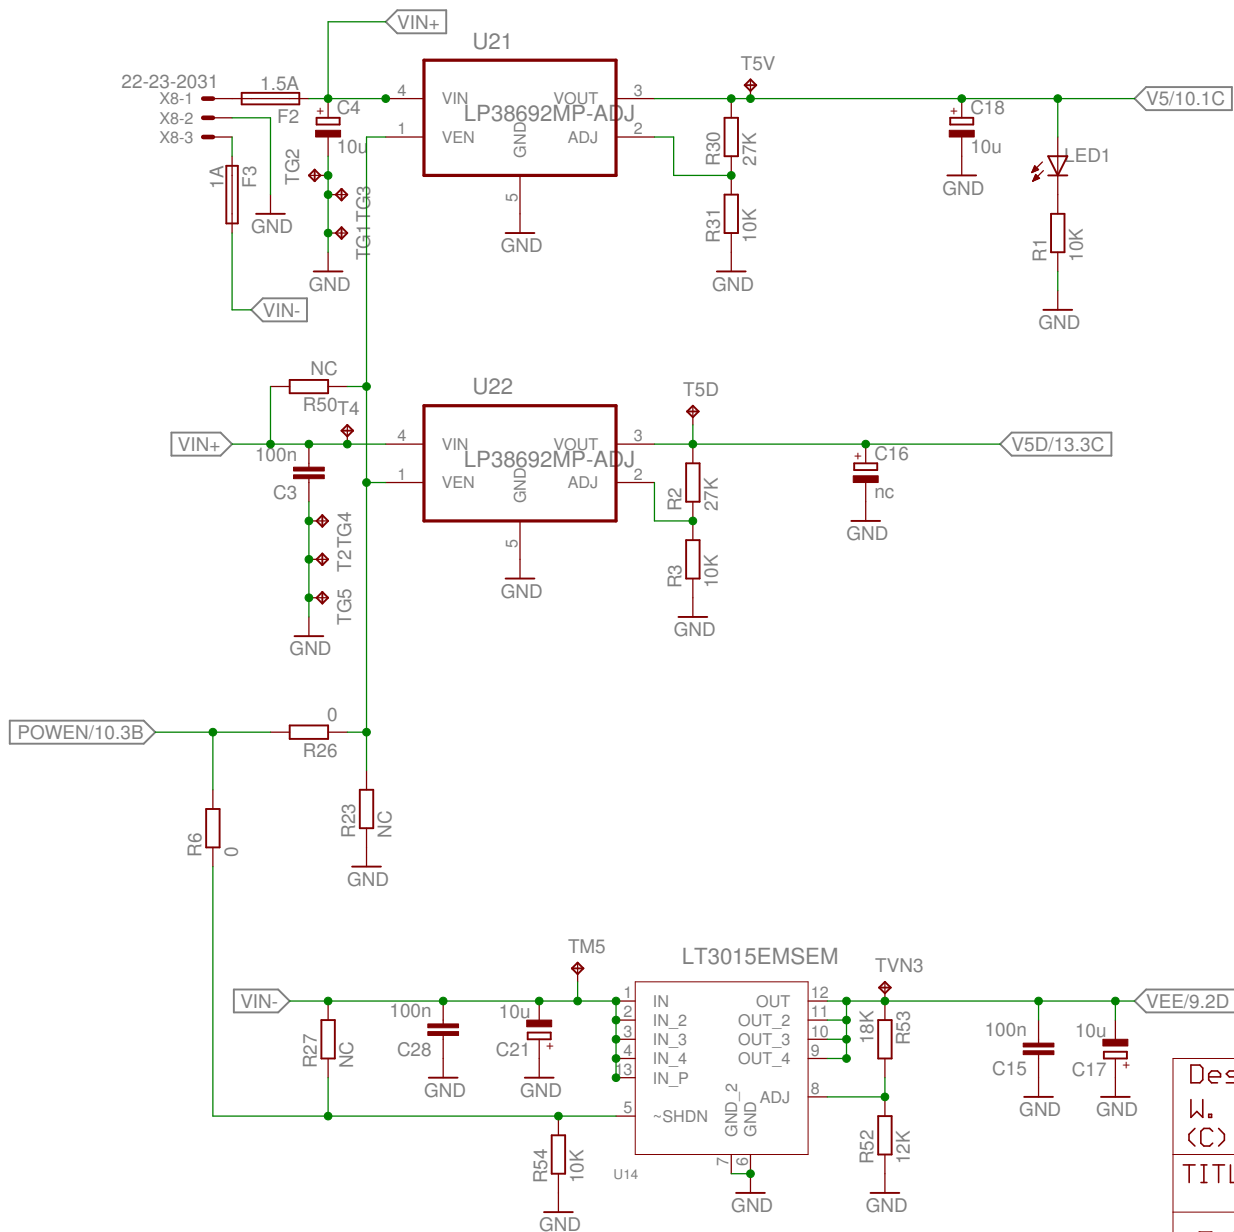 VIN+
U21
22-23-2031
1.5A
X8-1
F2
X8-2
X8-3
C4
10u
4
VIN
VOUT
3
LP38692MP-ADJ
1
VEN
GND
ADJ
2
5
GND
T5V
R30
27K
R31
10K
GND
C18
10u
GND
LED1
R1
10K
GND
V5/10.1C
1A
F3
GND
TG2
TG1TG3
GND
VIN-
NC
R50
T4
VIN+
100n
C3
T2TG4
TG5
GND
U22
4
VIN
VOUT
3
LP38692MP-ADJ
1
VEN
GND
ADJ
2
5
GND
T5D
R2
27K
R3
10K
GND
C16
nc
GND
V5D/13.3C
POWEN/10.3B
0
R26
R6
0
R23
NC
GND
VIN-
R27
NC
100n
C28
GND
10u
C21
GND
TM5
LT3015EMSEM
1
IN
OUT
12
2
IN_2
OUT_2
11
3
IN_3
OUT_3
10
4
IN_4
OUT_4
9
13
IN_P
GND_2
GND
ADJ
8
5
~SHDN
7
6
U14
GND
R54
10K
GND
TVN3
18K
R53
R52
12K
GND
100n
C15
GND
10u
C17
GND
VEE/9.2D
W.
(C)